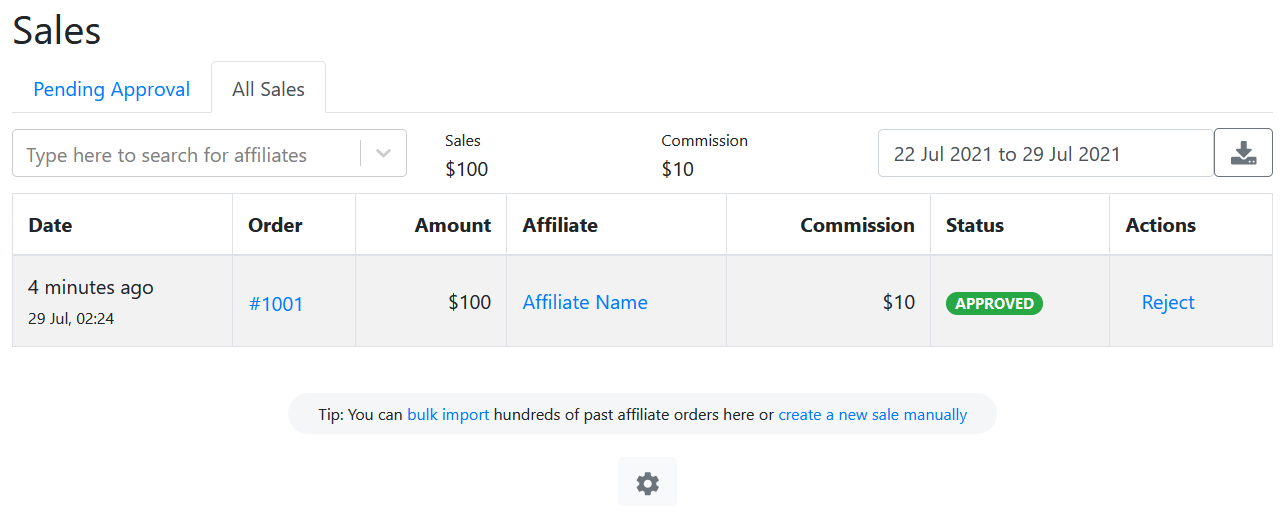 Sales
Pending Approval All Sales
Type here to search for affiliates
Sales
$100
Commission
$10
22 Jul 2021 to 29 Jul 2021
Date Order Amount Affiliate Commission Status Actions
4 minutes ago
29 Jul, 02:24
#1001 $100 Affiliate Name $10 APPROVED Reject
Tip: You can bulk import hundreds of past affiliate orders here or create a new sale manually